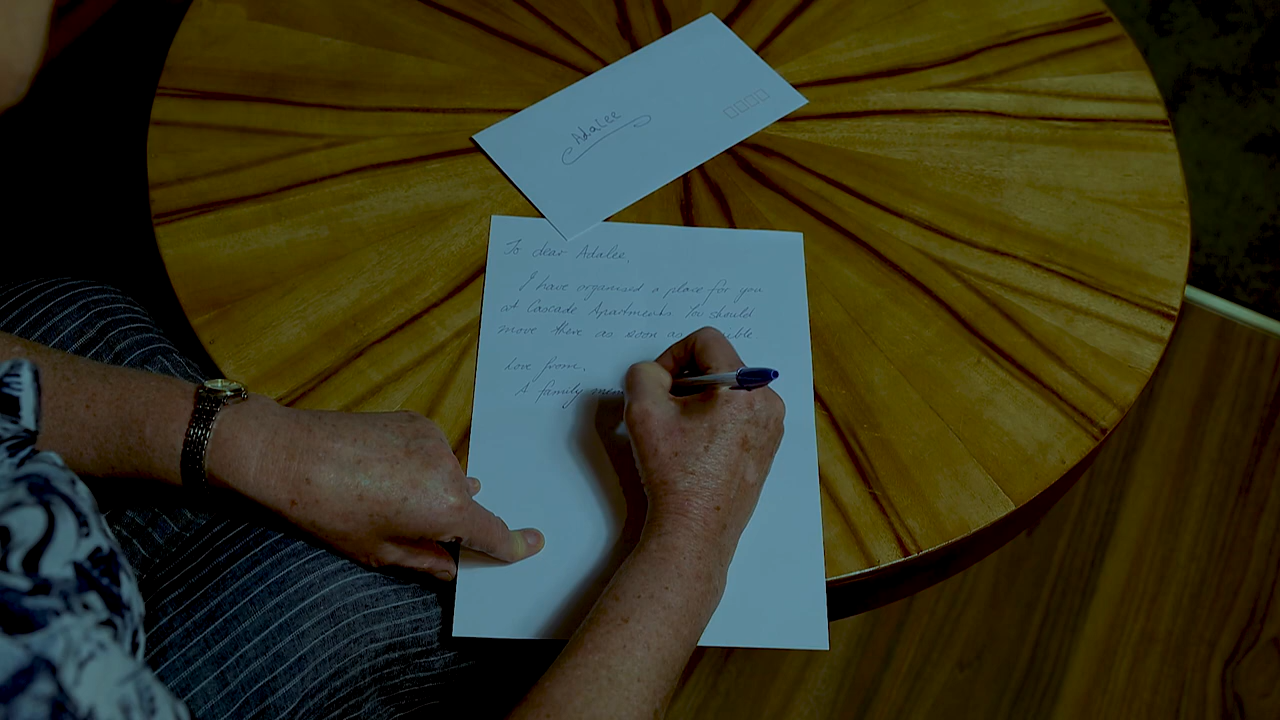 Adalee
To dear Adalee,
I have organised a place for you
at Cascade Apartments. You should
move there as soon as
Love from,
A family